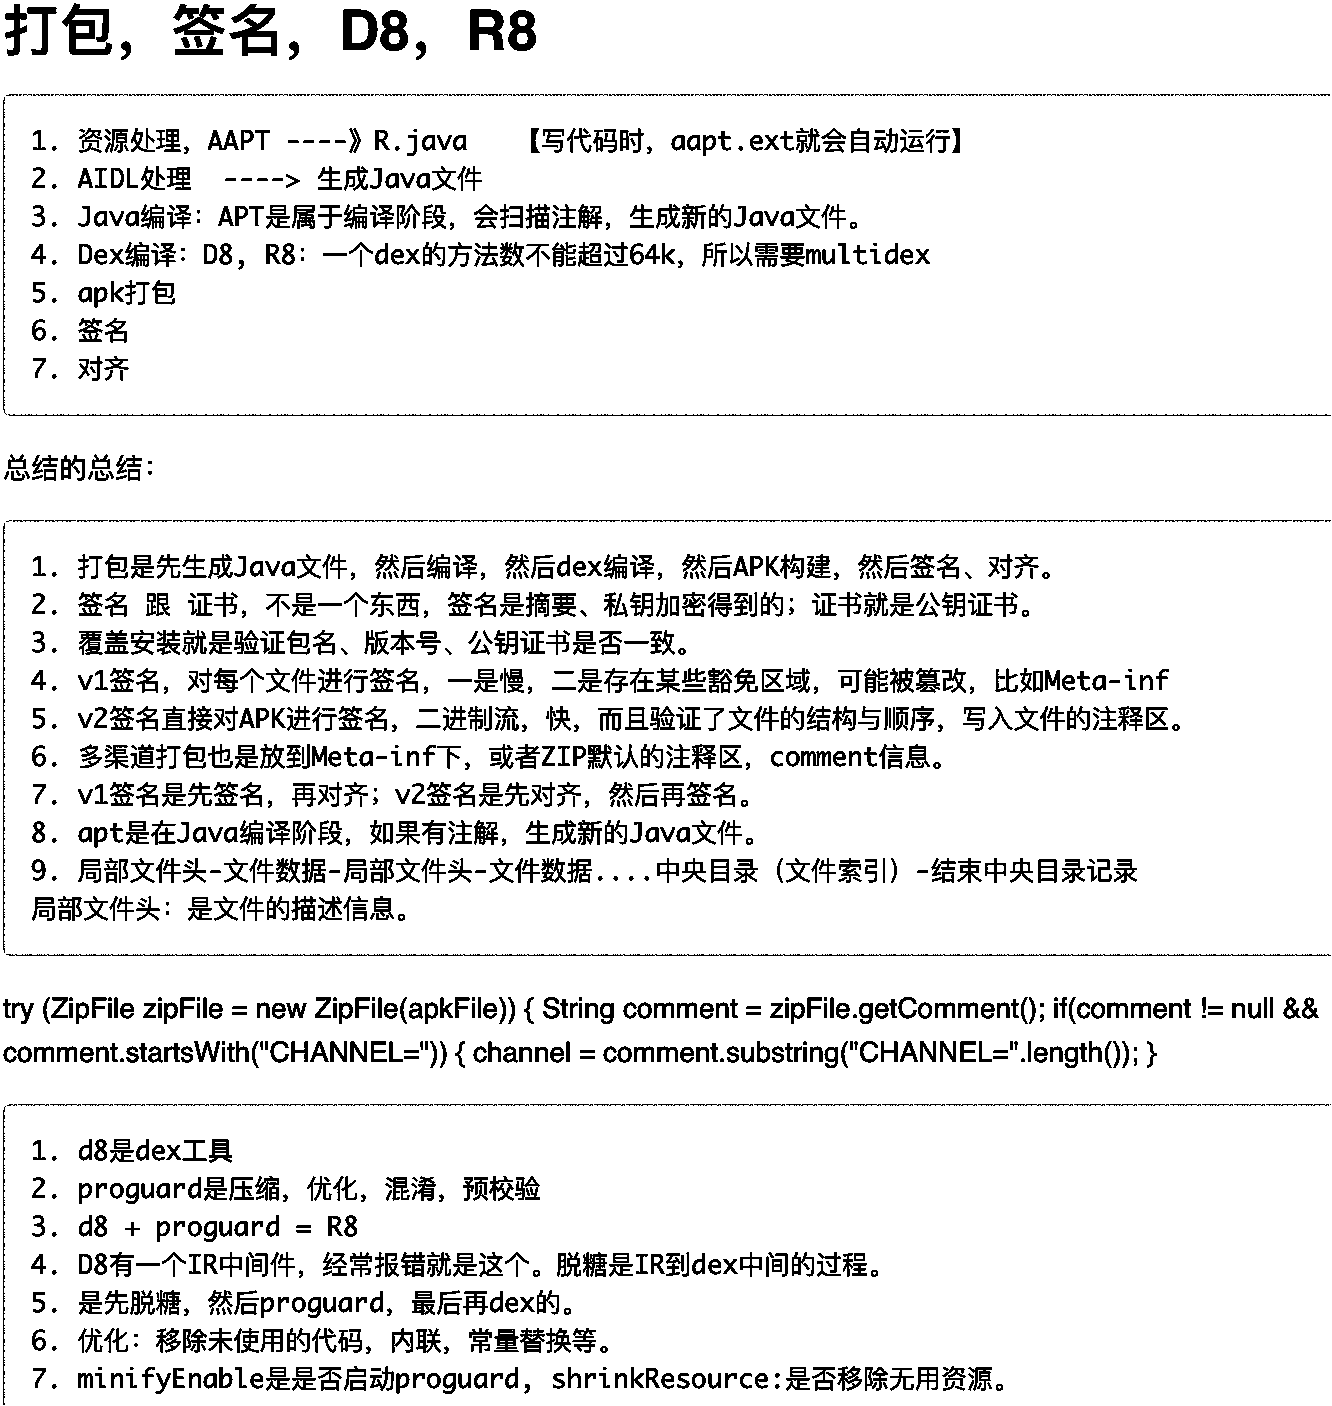 打包，签名，D8，R8
1. 资源处理，AAPT ----》R.java    【写代码时，aapt.ext就会自动运行】
2. AIDL处理  ----> 生成Java文件
3. Java编译：APT是属于编译阶段，会扫描注解，生成新的Java文件。
4. Dex编译：D8, R8：一个dex的方法数不能超过64k，所以需要multidex
5. apk打包
6. 签名
7. 对齐
总结的总结：
1. 打包是先生成Java文件，然后编译，然后dex编译，然后APK构建，然后签名、对齐。
2. 签名 跟 证书，不是一个东西，签名是摘要、私钥加密得到的；证书就是公钥证书。
3. 覆盖安装就是验证包名、版本号、公钥证书是否一致。
4. v1签名，对每个文件进行签名，一是慢，二是存在某些豁免区域，可能被篡改，比如Meta-inf
5. v2签名直接对APK进行签名，二进制流，快，而且验证了文件的结构与顺序，写入文件的注释区。
6. 多渠道打包也是放到Meta-inf下，或者ZIP默认的注释区，comment信息。
7. v1签名是先签名，再对齐；v2签名是先对齐，然后再签名。
8. apt是在Java编译阶段，如果有注解，生成新的Java文件。
9. 局部文件头-文件数据-局部文件头-文件数据....中央目录（文件索引）-结束中央目录记录
局部文件头：是文件的描述信息。
try (ZipFile zipFile = new ZipFile(apkFile)) { String comment = zipFile.getComment(); if(comment != null &&
comment.startsWith("CHANNEL=")) { channel = comment.substring("CHANNEL=".length()); }
1. d8是dex工具
2. proguard是压缩，优化，混淆，预校验
3. d8 + proguard = R8
4. D8有一个IR中间件，经常报错就是这个。脱糖是IR到dex中间的过程。
5. 是先脱糖，然后proguard，最后再dex的。
6. 优化：移除未使用的代码，内联，常量替换等。
7. minifyEnable是是否启动proguard, shrinkResource:是否移除无用资源。